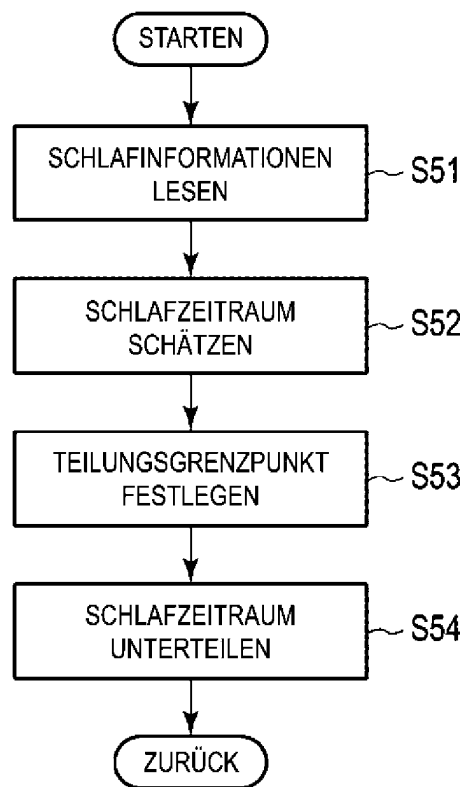 STARTEN
SCHLAFINFORMATIONEN
LESEN
S51
SCHLAFZEITRAUM
SCHÄTZEN
S52
TEILUNGSGRENZPUNKT
FESTLEGEN
S53
SCHLAFZEITRAUM
UNTERTEILEN
S54
ZURÜCK